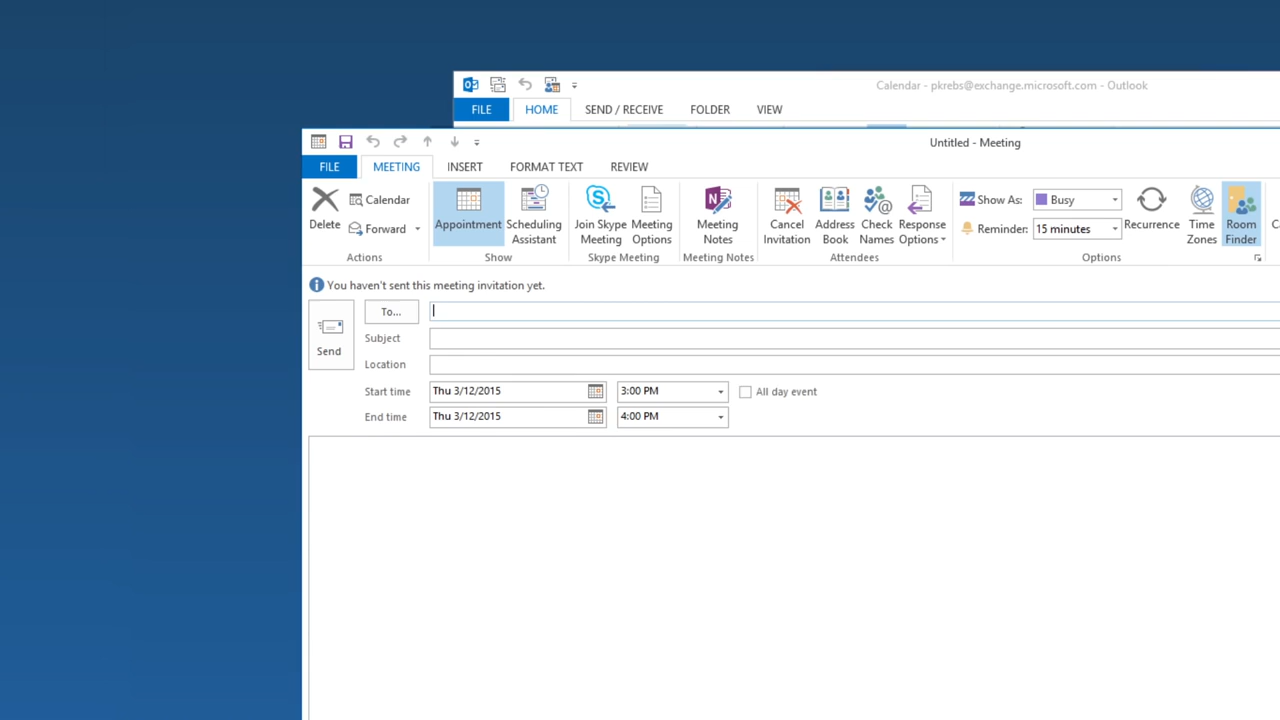 Calendar - pkrebs@exchange.microsoft.com - Outlook
FILE HOME SEND / RECEIVE FOLDER VIEW
Untitled - Meeting
FILE MEETING INSERT FORMAT TEXT REVIEW
Delete
Calendar
Forward
Actions
Appointment
Scheduling
Assistant
Show
Join Skype
Meeting
Meeting
Options
Skype Meeting
Meeting
Notes
Meeting Notes
Cancel
Invitation
Address
Book
Check
Names
Response
Options
Attendees
Show As: Busy
Reminder: 15 minutes
Recurrence
Time
Zones
Room
Finder
Options
You haven't sent this meeting invitation yet.
Send
To...
Subject
Location
Start time Thu 3/12/2015 3:00 PM All day event
End time Thu 3/12/2015 4:00 PM